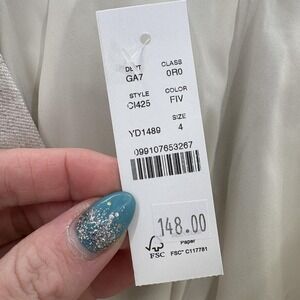 DEPT CLASS
GA7 0R0
STYLE COLOR
CI425 FIV
SIZE
YD1489 4
099107653267
148.00
Paper
FSC FSC® C117781